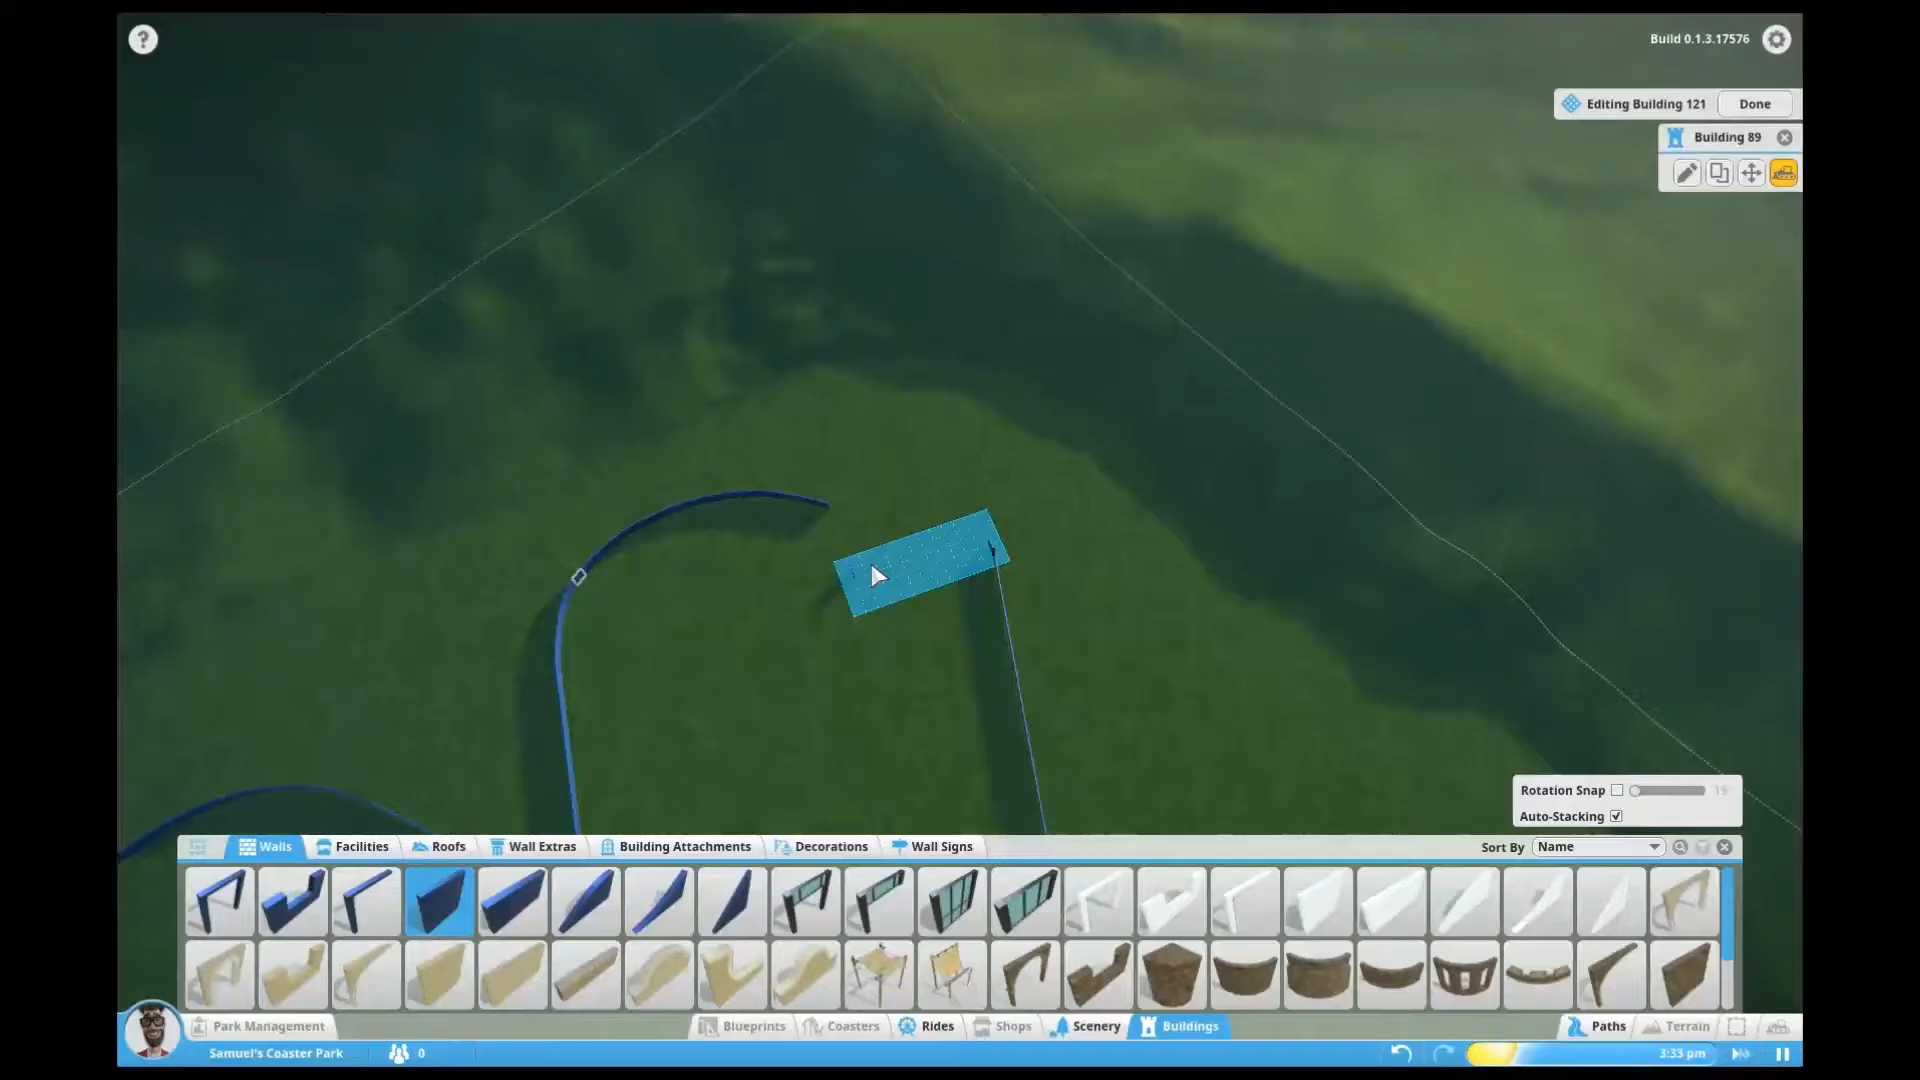 ?
Build 0.1.3.17576
Editing Building 121 Done
Building 89
Rotation Snap 15
Auto-Stacking
Walls Facilities Roofs Wall Extras Building Attachments Decorations Wall Signs Sort By Name
Park Management Blueprints Coasters Rides Shops Scenery Buildings Paths Terrain
Samuel's Coaster Park 0 3:33 pm